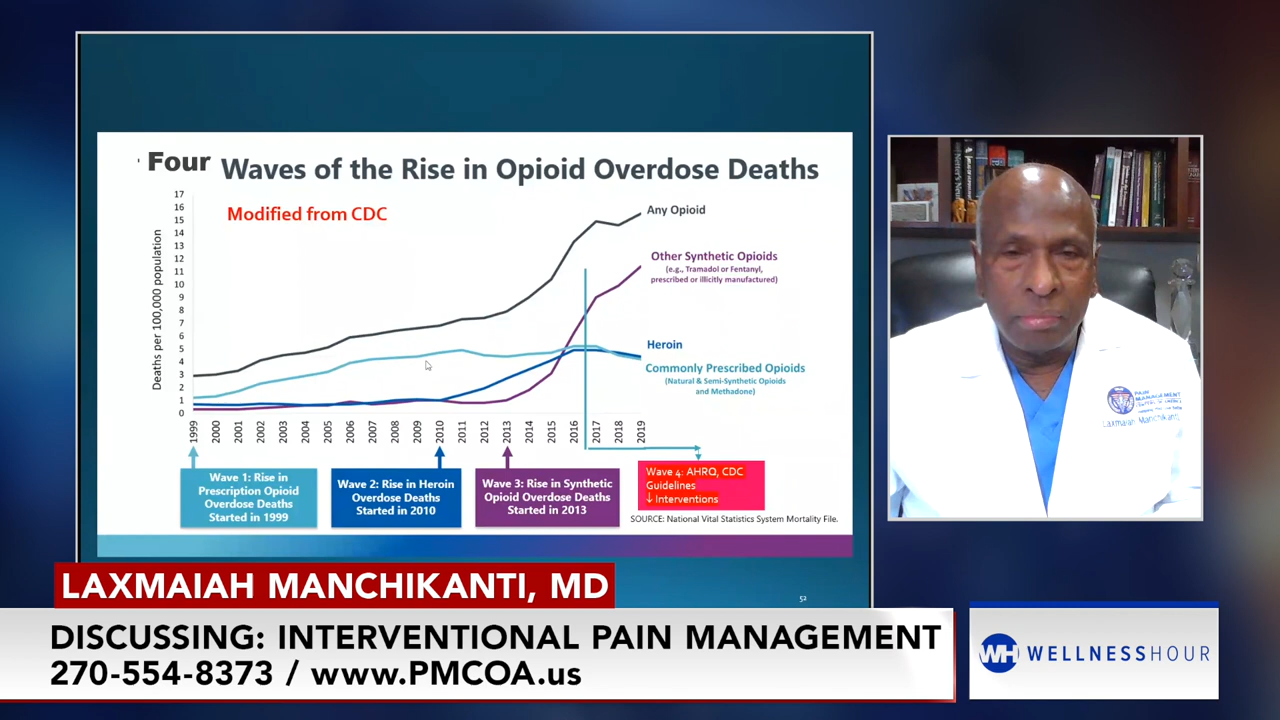 Four Waves of the Rise in Opioid Overdose Deaths
Modified from CDC
Deaths per 100,000 population
17
16
15
14
13
12
11
10
9
8
7
6
5
4
3
2
1
0
1999 2000 2001 2002 2003 2004 2005 2006 2007 2008 2009 2010 2011 2012 2013 2014 2015 2016 2017 2018 2019
Any Opioid
Other Synthetic Opioids
(e.g., Tramadol or Fentanyl,
prescribed or illicitly manufactured)
Heroin
Commonly Prescribed Opioids
(Natural & Semi-Synthetic Opioids
and Methadone)
Wave 1: Rise in
Prescription Opioid
Overdose Deaths
Started in 1999
Wave 2: Rise in Heroin
Overdose Deaths
Started in 2010
Wave 3: Rise in Synthetic
Opioid Overdose Deaths
Started in 2013
Wave 4: AHRQ, CDC
Guidelines
↓ Interventions
SOURCE: National Vital Statistics System Mortality File.
52
PAIN
MANAGEMENT
Laxmaiah Manchikanti
LAXMAIAH MANCHIKANTI, MD
DISCUSSING: INTERVENTIONAL PAIN MANAGEMENT
270-554-8373 / www.PMCOA.us
WH WELLNESSHOUR